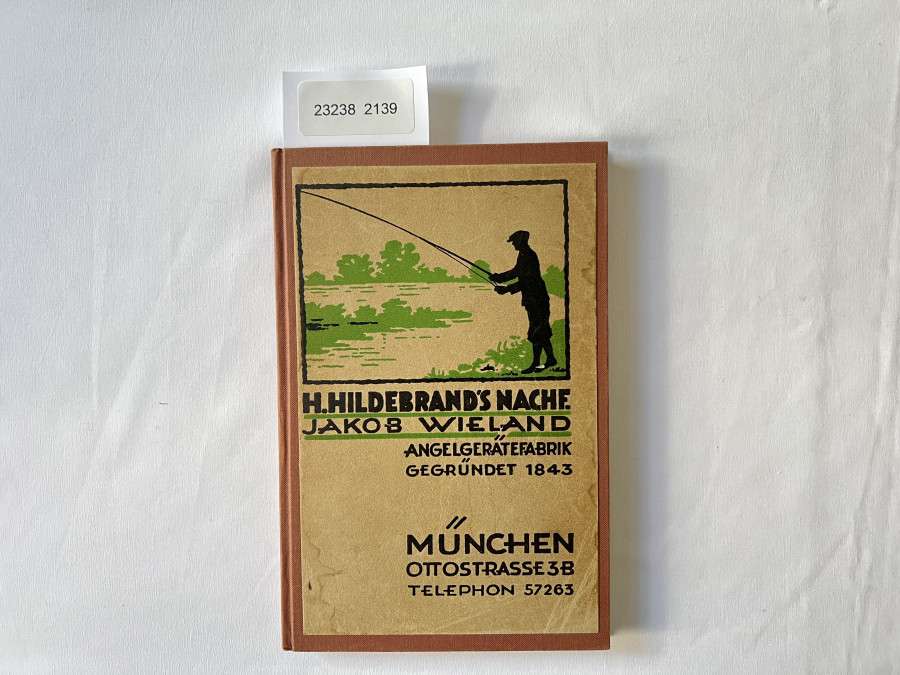 23238 2139
H. HILDEBRAND'S NACHF.
JAKOB WIELAND
ANGELGERÄTEFABRIK
GEGRÜNDET 1843
MÜNCHEN
OTTOSTRASSE 3B
TELEPHON 57263